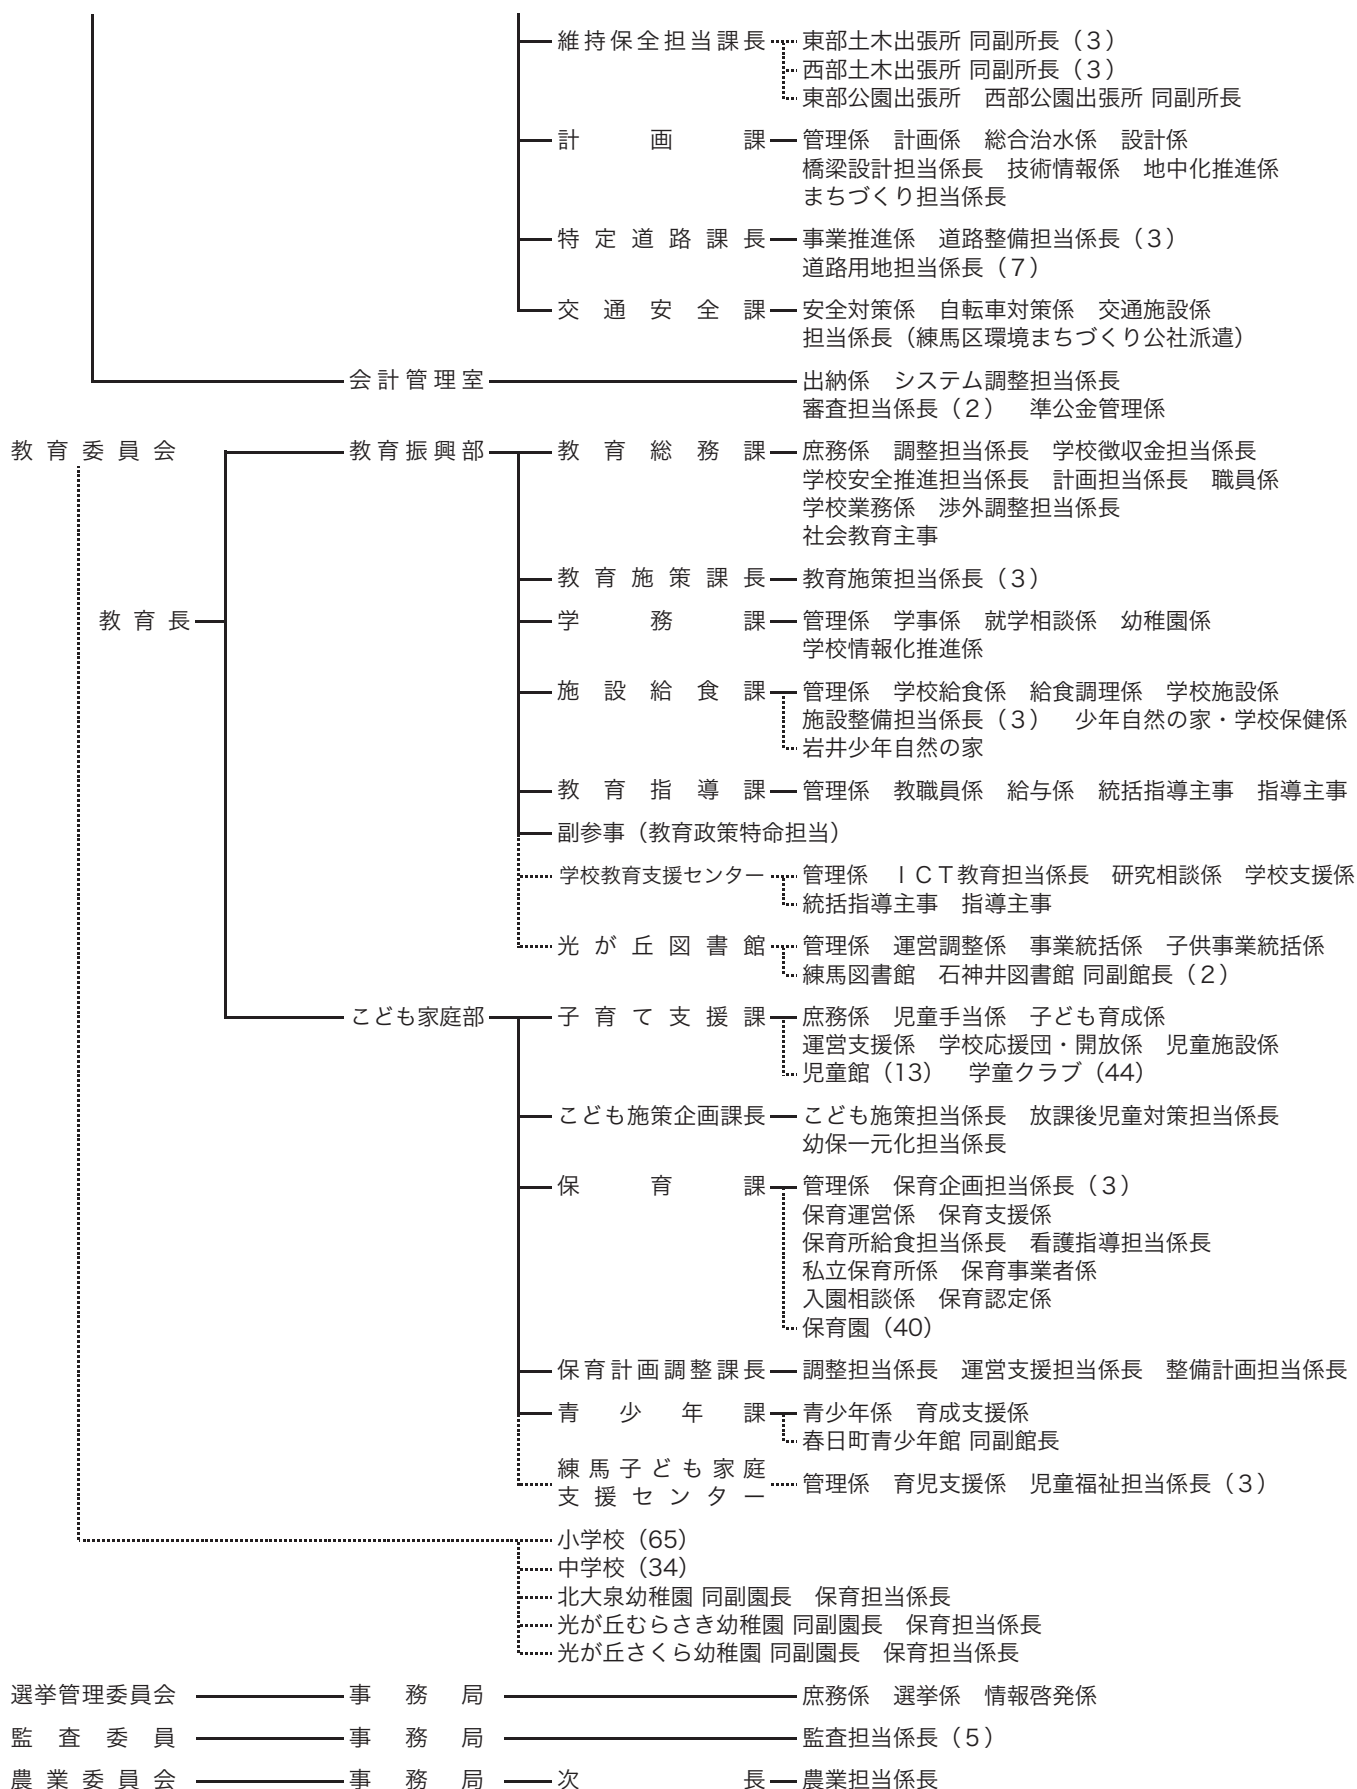 維持保全担当課長 東部土木出張所 同副所長（３）
西部土木出張所 同副所長（３）
東部公園出張所　西部公園出張所 同副所長
計画課 管理係　計画係　総合治水係　設計係
橋梁設計担当係長　技術情報係　地中化推進係
まちづくり担当係長
特定道路課長 事業推進係　道路整備担当係長（３）
道路用地担当係長（７）
交通安全課 安全対策係　自転車対策係　交通施設係
担当係長（練馬区環境まちづくり公社派遣）
会計管理室 出納係　システム調整担当係長
審査担当係長（２）　準公金管理係
教育委員会 教育振興部 教育総務課 庶務係　調整担当係長　学校徴収金担当係長
学校安全推進担当係長　計画担当係長　職員係
学校業務係　渉外調整担当係長
社会教育主事
教育施策課長 教育施策担当係長（３）
教育長 学務課 管理係　学事係　就学相談係　幼稚園係
学校情報化推進係
施設給食課 管理係　学校給食係　給食調理係　学校施設係
施設整備担当係長（３）　少年自然の家・学校保健係
岩井少年自然の家
教育指導課 管理係　教職員係　給与係　統括指導主事　指導主事
副参事（教育政策特命担当）
学校教育支援センター 管理係　ＩＣＴ教育担当係長　研究相談係　学校支援係
統括指導主事　指導主事
光が丘図書館 管理係　運営調整係　事業統括係　子供事業統括係
練馬図書館　石神井図書館 同副館長（２）
こども家庭部 子育て支援課 庶務係　児童手当係　子ども育成係
運営支援係　学校応援団・開放係　児童施設係
児童館（13）　学童クラブ（44）
こども施策企画課長 こども施策担当係長　放課後児童対策担当係長
幼保一元化担当係長
保育課 管理係　保育企画担当係長（３）
保育運営係　保育支援係
保育所給食担当係長　看護指導担当係長
私立保育所係　保育事業者係
入園相談係　保育認定係
保育園（40）
保育計画調整課長 調整担当係長　運営支援担当係長　整備計画担当係長
青少年課 青少年係　育成支援係
春日町青少年館 同副館長
練馬子ども家庭
支援センター 管理係　育児支援係　児童福祉担当係長（３）
小学校（65）
中学校（34）
北大泉幼稚園 同副園長　保育担当係長
光が丘むらさき幼稚園 同副園長　保育担当係長
光が丘さくら幼稚園 同副園長　保育担当係長
選挙管理委員会 事務局 庶務係　選挙係　情報啓発係
監査委員 事務局 監査担当係長（５）
農業委員会 事務局 次長 農業担当係長